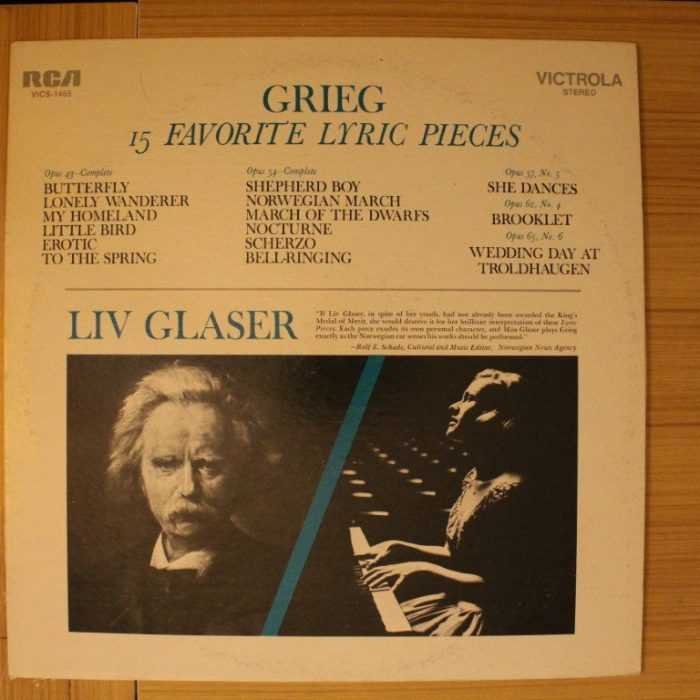 RCA
VICS-1465
VICTROLA
STEREO
GRIEG
15 FAVORITE LYRIC PIECES
Opus 43—Complete
BUTTERFLY
LONELY WANDERER
MY HOMELAND
LITTLE BIRD
EROTIC
TO THE SPRING
Opus 54—Complete
SHEPHERD BOY
NORWEGIAN MARCH
MARCH OF THE DWARFS
NOCTURNE
SCHERZO
BELL-RINGING
Opus 57, No. 5
SHE DANCES
Opus 62, No. 4
BROOKLET
Opus 65, No. 6
WEDDING DAY AT
TROLDHAUGEN
LIV GLASER
"If Liv Glaser, in spite of her youth, had not already been awarded the King's
Medal of Merit, she would deserve it for her brilliant interpretation of these Lyric
Pieces. Each piece exudes its own personal character, and Miss Glaser plays Grieg
exactly as the Norwegian ear senses his works should be performed."
—Rolf E. Schade, Cultural and Music Editor, Norwegian News Agency